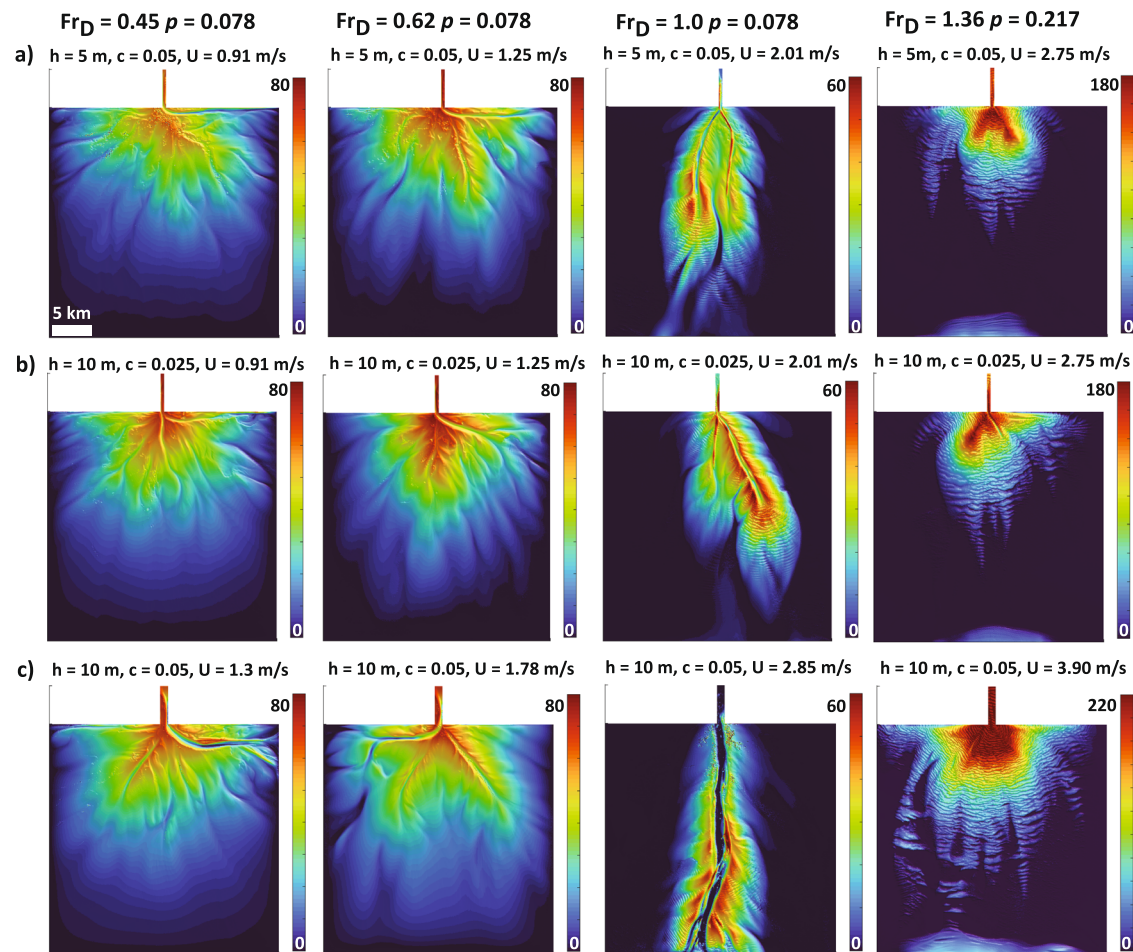 Fr_D = 0.45 p = 0.078
Fr_D = 0.62 p = 0.078
Fr_D = 1.0 p = 0.078
Fr_D = 1.36 p = 0.217
a)
h = 5 m, c = 0.05, U = 0.91 m/s
h = 5 m, c = 0.05, U = 1.25 m/s
h = 5 m, c = 0.05, U = 2.01 m/s
h = 5m, c = 0.05, U = 2.75 m/s
80
80
60
180
5 km
0
0
0
0
b)
h = 10 m, c = 0.025, U = 0.91 m/s
h = 10 m, c = 0.025, U = 1.25 m/s
h = 10 m, c = 0.025, U = 2.01 m/s
h = 10 m, c = 0.025, U = 2.75 m/s
80
80
60
180
0
0
0
0
c)
h = 10 m, c = 0.05, U = 1.3 m/s
h = 10 m, c = 0.05, U = 1.78 m/s
h = 10 m, c = 0.05, U = 2.85 m/s
h = 10 m, c = 0.05, U = 3.90 m/s
80
80
60
220
0
0
0
0